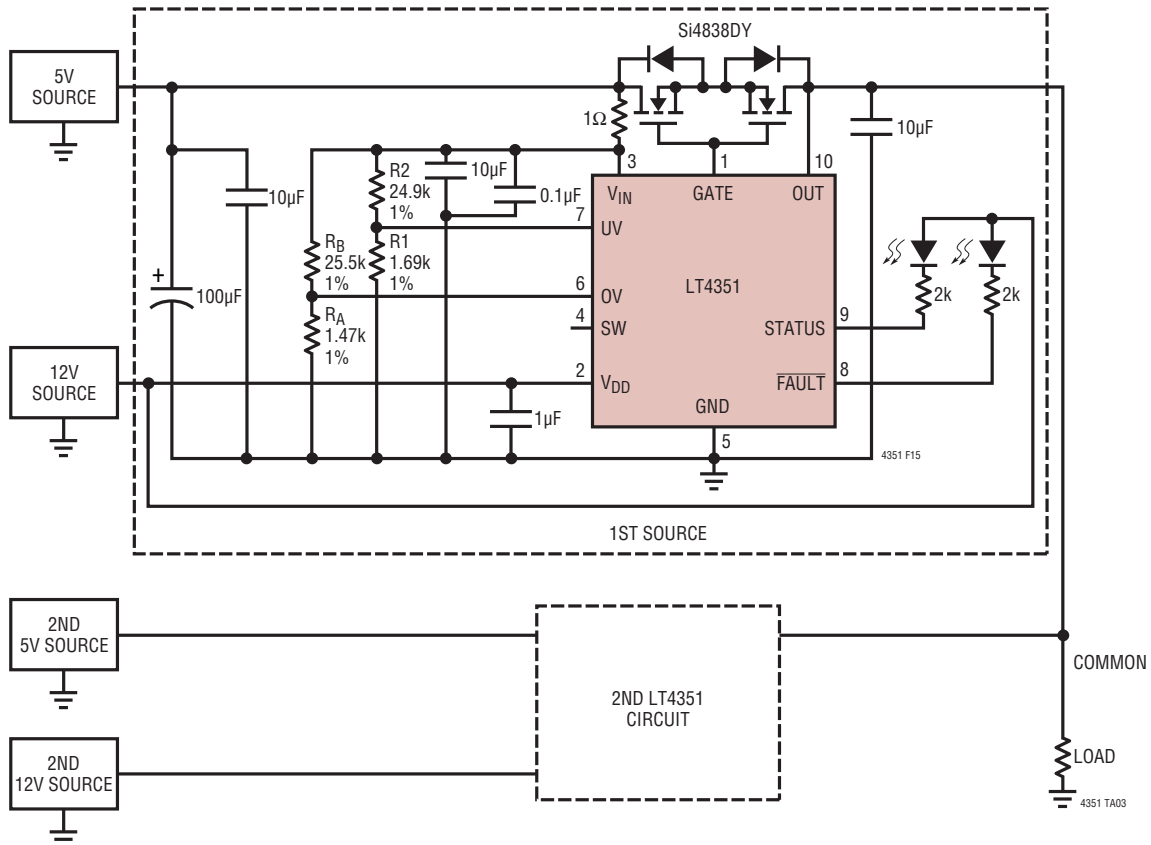 Si4838DY
5V
SOURCE
1Ω
10µF
3
1
10
R2
24.9k
1%
10µF
0.1µF
10µF
VIN
GATE
OUT
7
UV
RB
25.5k
1%
R1
1.69k
1%
LT4351
+
100µF
6
OV
2k
2k
RA
1.47k
1%
4
SW
STATUS
9
12V
SOURCE
2
VDD
FAULT
8
1µF
GND
5
4351 F15
1ST SOURCE
2ND
5V SOURCE
COMMON
2ND LT4351
CIRCUIT
2ND
12V SOURCE
LOAD
4351 TA03